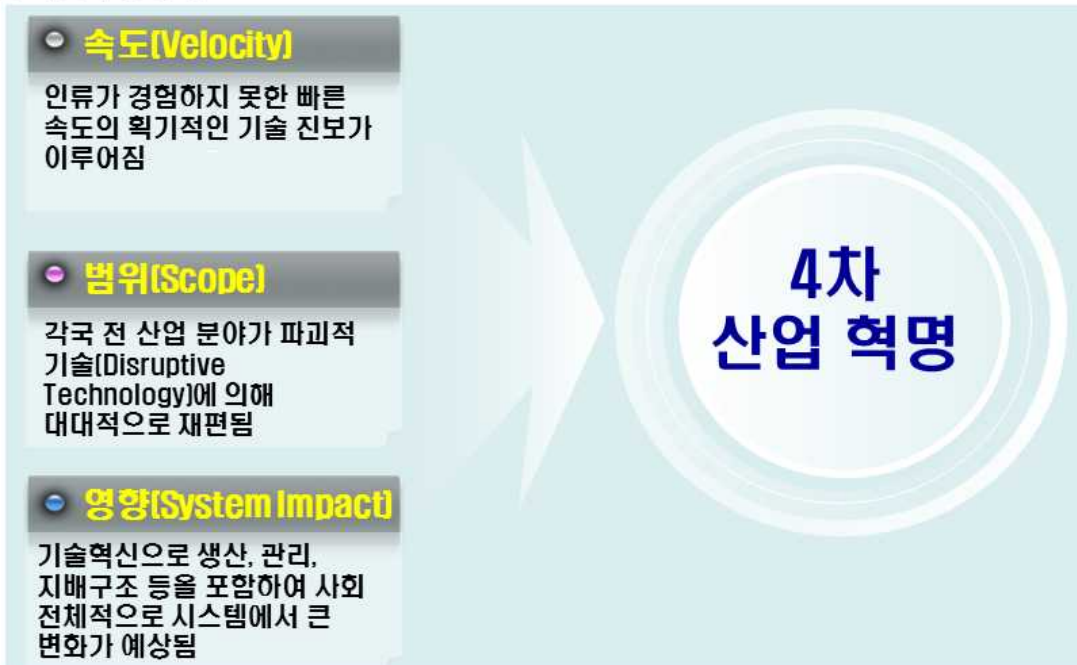 속도(Velocity)
인류가 경험하지 못한 빠른
속도의 획기적인 기술 진보가
이루어짐
범위(Scope)
각국 전 산업 분야가 파괴적
기술(Disruptive
Technology)에 의해
대대적으로 재편됨
영향(System Impact)
기술혁신으로 생산, 관리,
지배구조 등을 포함하여 사회
전체적으로 시스템에서 큰
변화가 예상됨
4차
산업 혁명